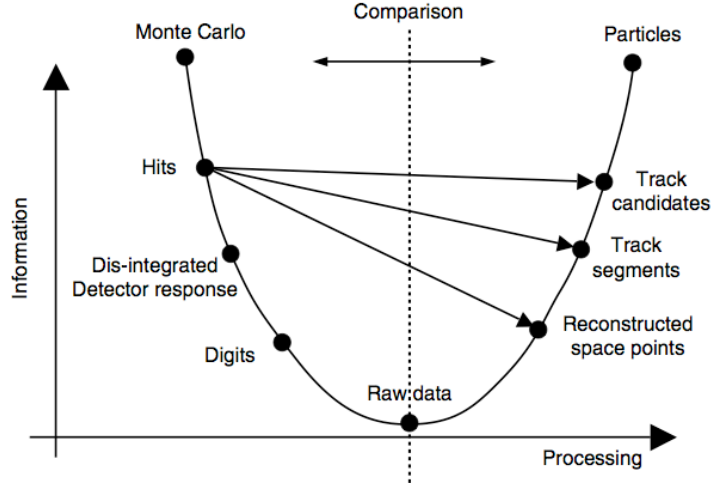 Comparison
Monte Carlo
Particles
Hits
Track
candidates
Dis-integrated
Detector response
Track
segments
Digits
Reconstructed
space points
Raw data
Information
Processing